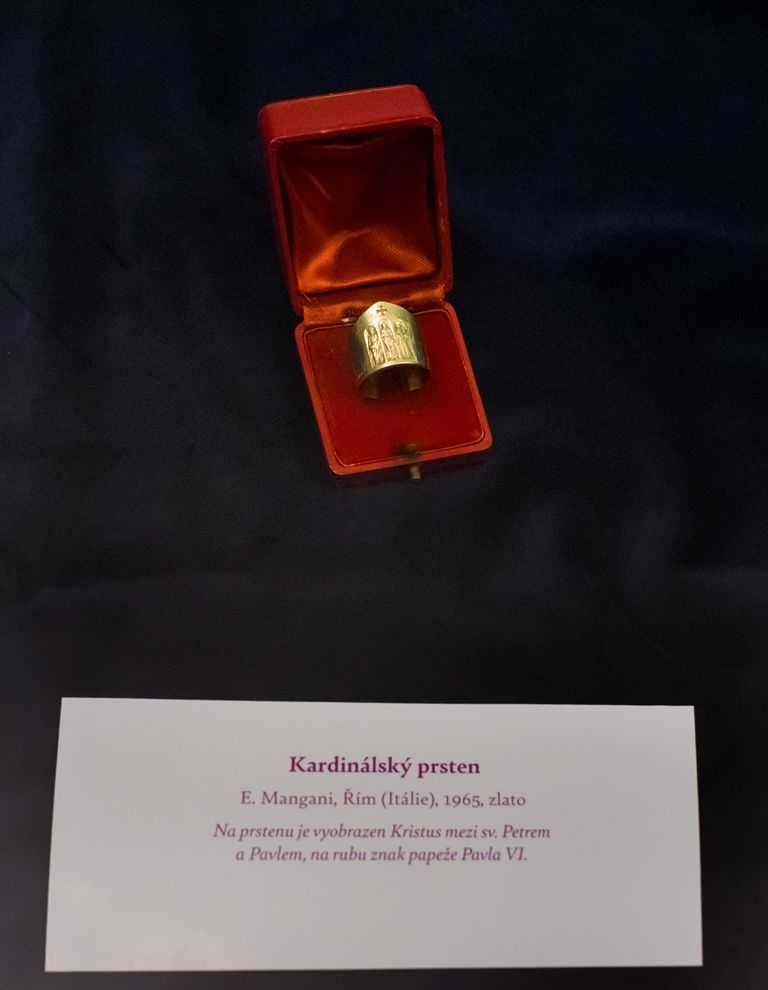 Kardinálský prsten
E. Mangani, Řím (Itálie), 1965, zlato
Na prstenu je vyobrazen Kristus mezi sv. Petrem
a Pavlem, na rubu znak papeže Pavla VI.